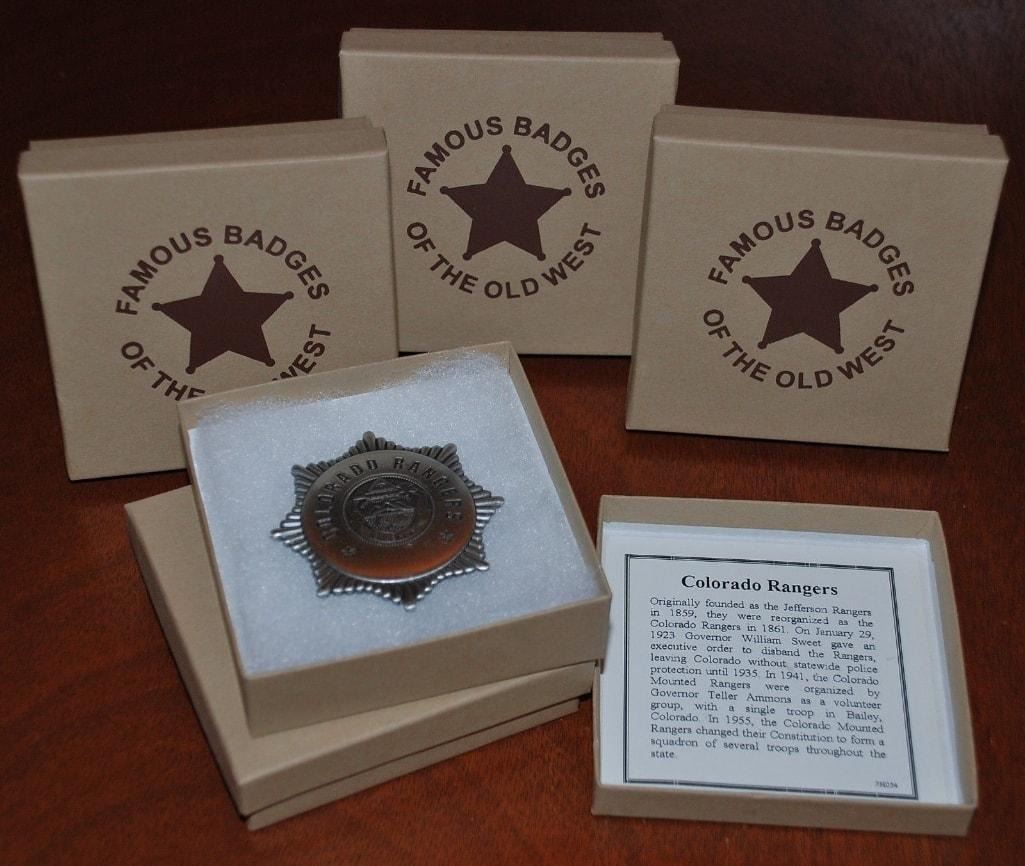 FAMOUS BADGES
OF THE OLD WEST
FAMOUS BADGES
OF THE OLD WEST
FAMOUS BADGES
OF THE WEST
COLORADO RANGERS
Colorado Rangers
Originally founded as the Jefferson Rangers
in 1859, they were reorganized as the
Colorado Rangers in 1861. On January 29,
1923 Governor William Sweet gave an
executive order to disband the Rangers,
leaving Colorado without statewide police
protection until 1935. In 1941, the Colorado
Mounted Rangers were organized by
Governor Teller Ammons as a volunteer
group, with a single troop in Bailey,
Colorado. In 1955, the Colorado Mounted
Rangers changed their Constitution to form a
squadron of several troops throughout the
state.